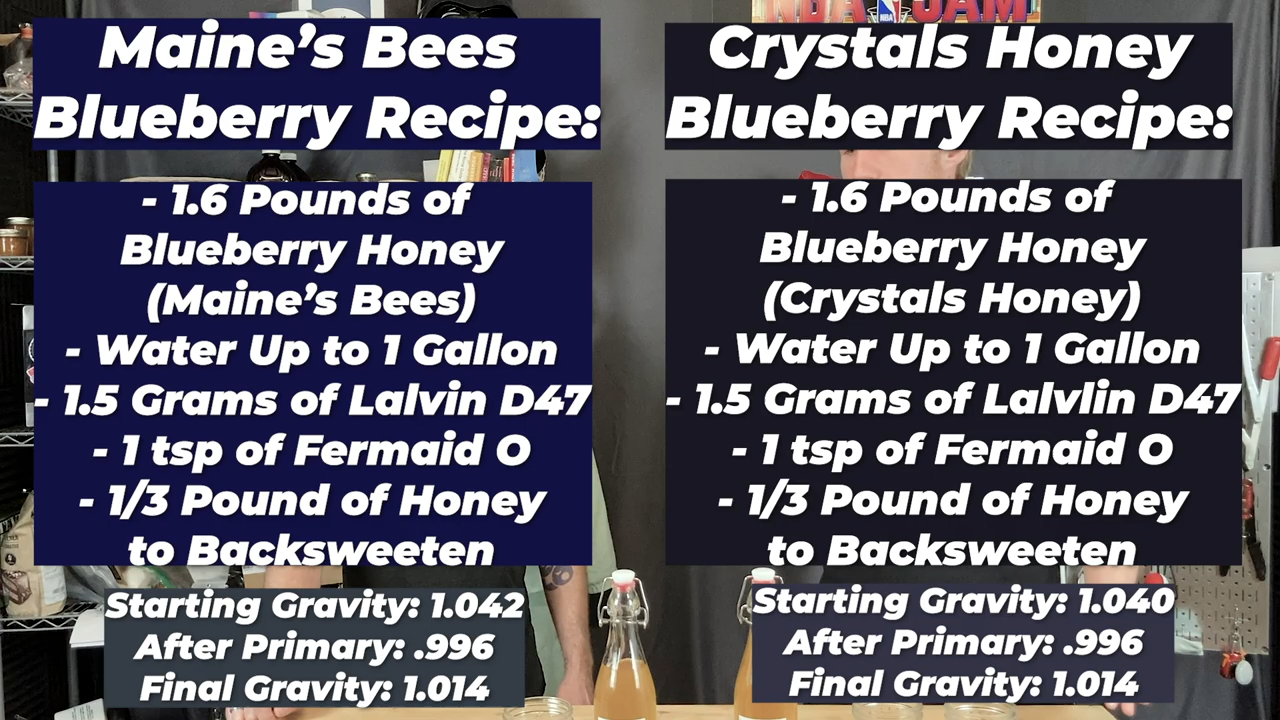 Maine's Bees
Blueberry Recipe:
- 1.6 Pounds of
Blueberry Honey
(Maine's Bees)
- Water Up to 1 Gallon
- 1.5 Grams of Lalvin D47
- 1 tsp of Fermaid O
- 1/3 Pound of Honey
to Backsweeten
Starting Gravity: 1.042
After Primary: .996
Final Gravity: 1.014
NBA JAM
NBA
Crystals Honey
Blueberry Recipe:
- 1.6 Pounds of
Blueberry Honey
(Crystals Honey)
- Water Up to 1 Gallon
- 1.5 Grams of Lalvlin D47
- 1 tsp of Fermaid O
- 1/3 Pound of Honey
to Backsweeten
Starting Gravity: 1.040
After Primary: .996
Final Gravity: 1.014